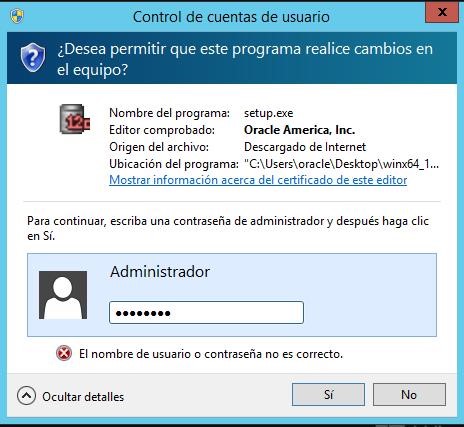 Control de cuentas de usuario
x
¿Desea permitir que este programa realice cambios en
el equipo?
12c
Nombre del programa: setup.exe
Editor comprobado: Oracle America, Inc.
Origen del archivo: Descargado de Internet
Ubicación del programa: "C:\Users\oracle\Desktop\winx64_1...
Mostrar información acerca del certificado de este editor
Para continuar, escriba una contraseña de administrador y después haga clic
en Sí.
Administrador
••••••••
El nombre de usuario o contraseña no es correcto.
Ocultar detalles
Sí
No